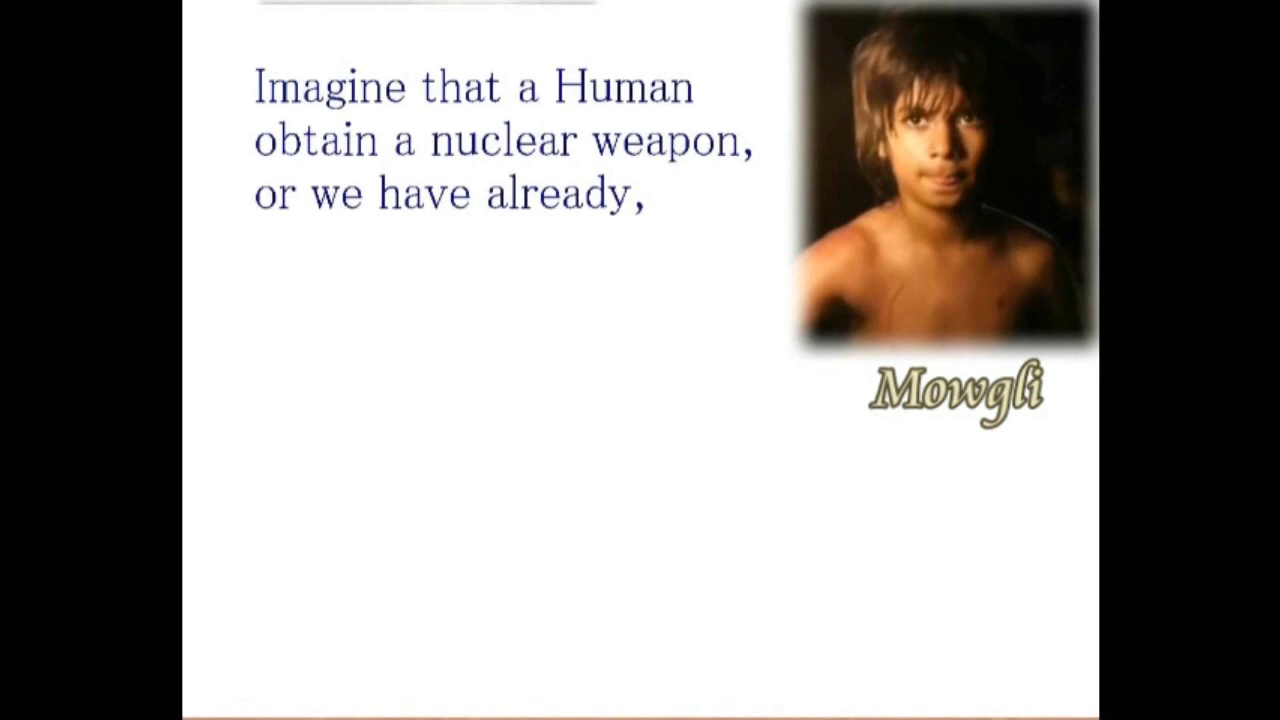 Imagine that a Human
obtain a nuclear weapon,
or we have already,
Mowgli